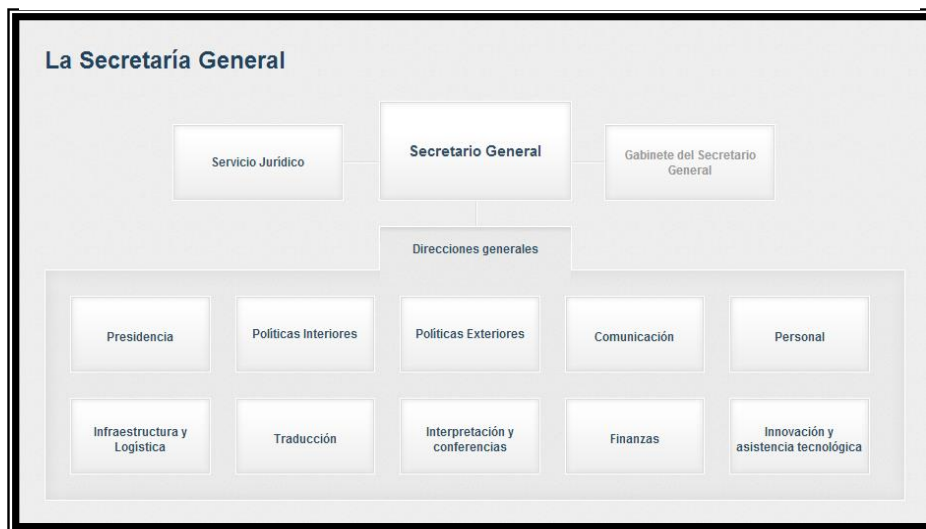 La Secretaría General
Servicio Jurídico
Secretario General
Gabinete del Secretario
General
Direcciones generales
Presidencia
Políticas Interiores
Políticas Exteriores
Comunicación
Personal
Infraestructura y
Logística
Traducción
Interpretación y
conferencias
Finanzas
Innovación y
asistencia tecnológica